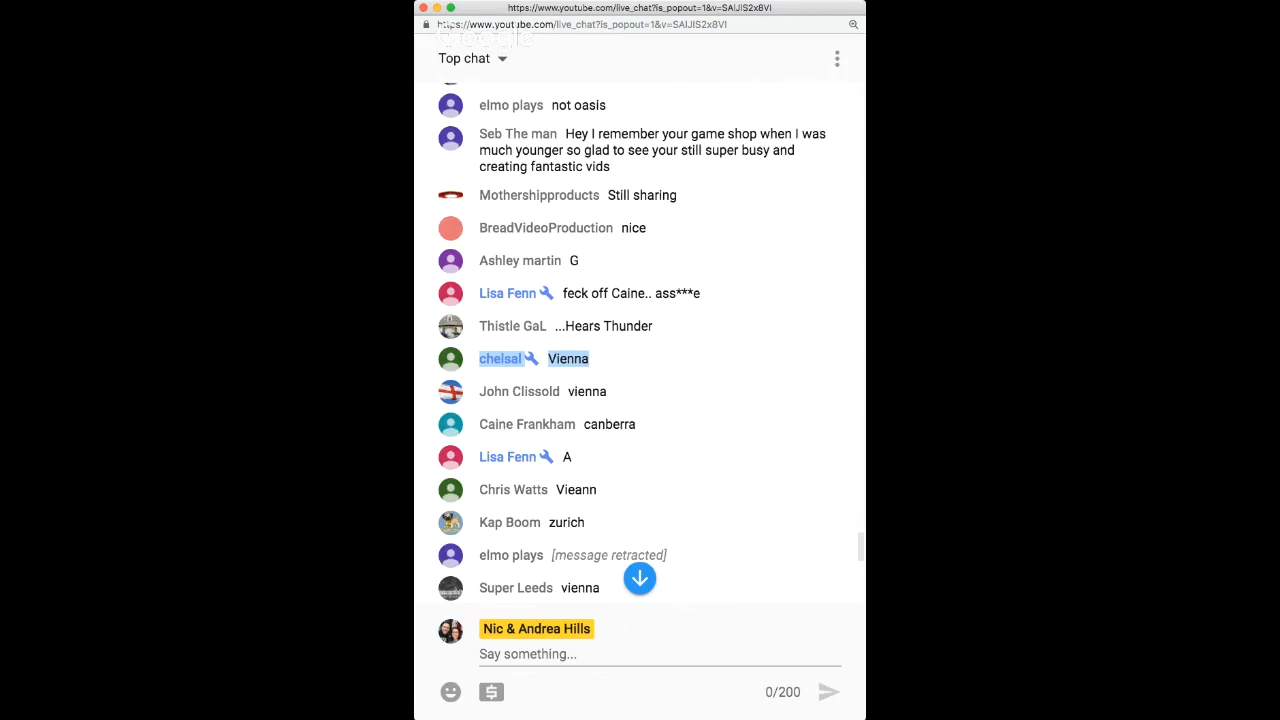 https://www.youtube.com/live_chat?is_popout=1&v=SAIJIS2x8VI
https://www.youtube.com/live_chat?is_popout=1&v=SAIJIS2x8VI
Google
Top chat
elmo plays not oasis
Seb The man Hey I remember your game shop when I was
much younger so glad to see your still super busy and
creating fantastic vids
Mothershipproducts Still sharing
BreadVideoProduction nice
Ashley martin G
Lisa Fenn feck off Caine.. ass***e
Thistle GaL ...Hears Thunder
chelsal Vienna
John Clissold vienna
Caine Frankham canberra
Lisa Fenn A
Chris Watts Vieann
Kap Boom zurich
elmo plays [message retracted]
Super Leeds vienna
Nic & Andrea Hills
Say something...
$ 0/200